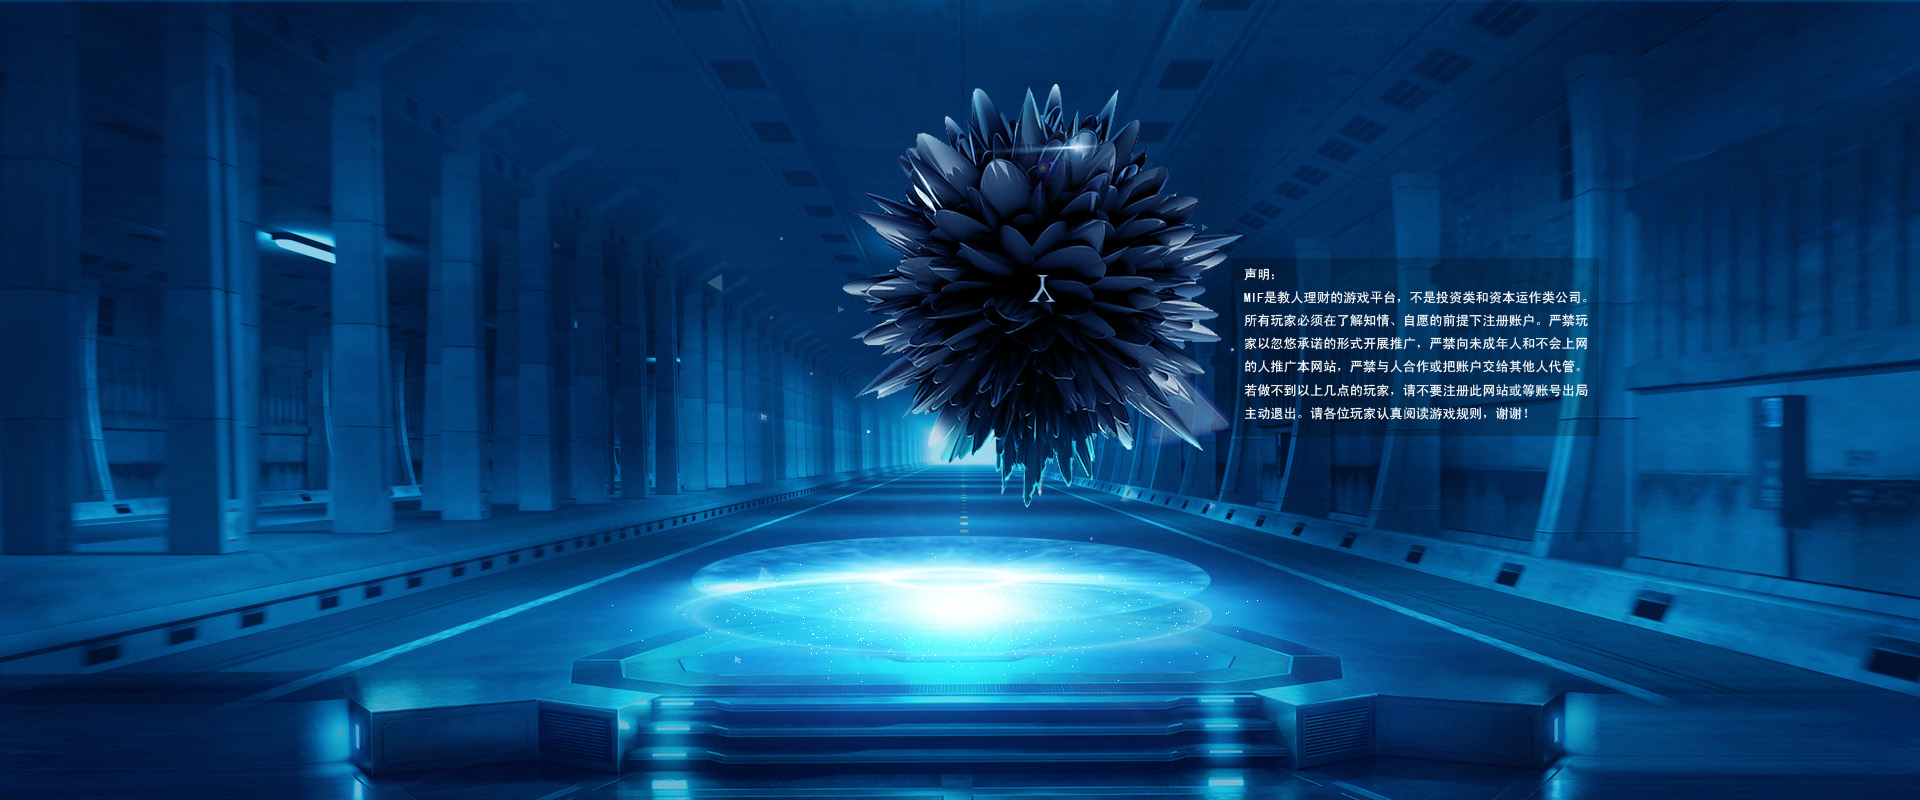 声明：
MIF是教人理财的游戏平台，不是投资类和资本运作类公司。
所有玩家必须在了解知情、自愿的前提下注册账户。严禁玩
家以忽悠承诺的形式开展推广，严禁向未成年人和不会上网
的人推广本网站，严禁与人合作或把账户交给其他人代管。
若做不到以上几点的玩家，请不要注册此网站或等账号出局
主动退出。请各位玩家认真阅读游戏规则，谢谢！